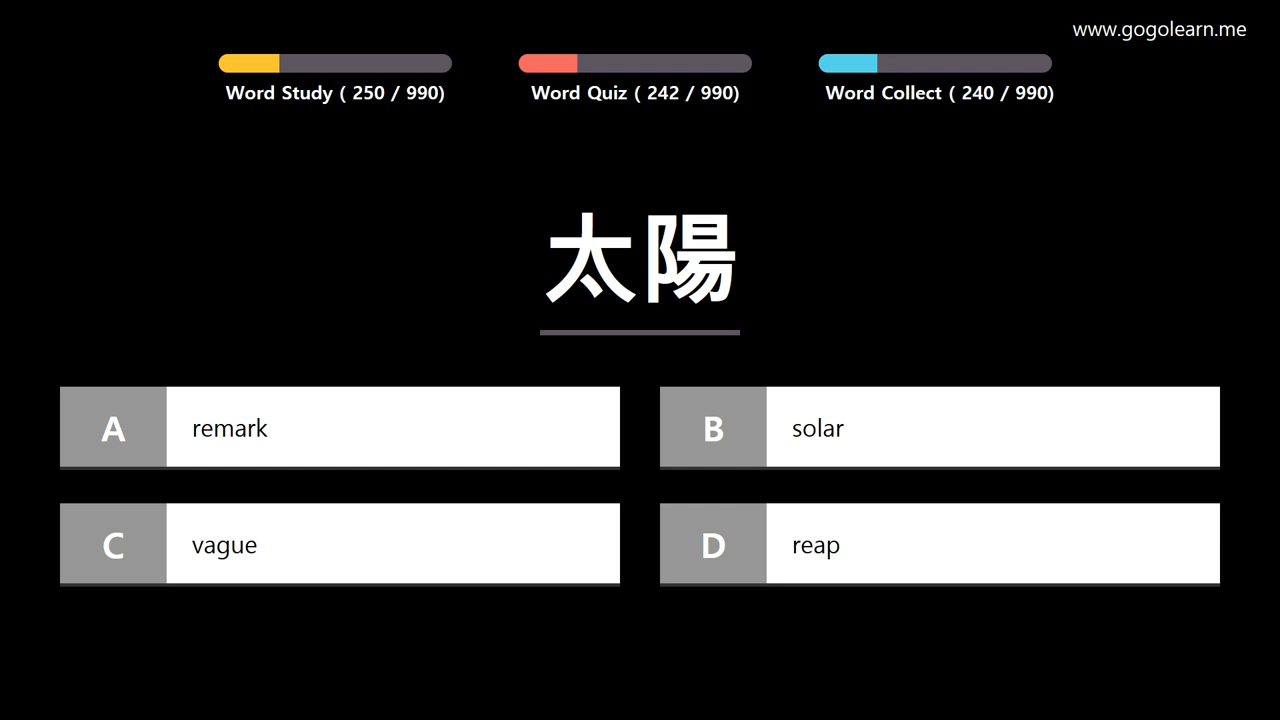 www.gogolearn.me
Word Study ( 250 / 990)
Word Quiz ( 242 / 990)
Word Collect ( 240 / 990)
太陽
A remark
B solar
C vague
D reap